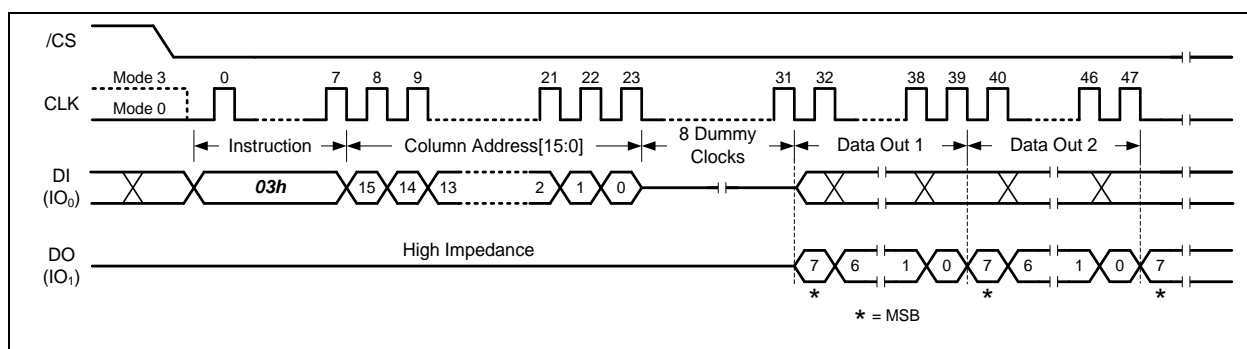 /CS
Mode 3 0 7 8 9 21 22 23 31 32 38 39 40 46 47
CLK
Mode 0
Instruction Column Address[15:0] 8 Dummy Clocks Data Out 1 Data Out 2
DI (IO0) 03h 15 14 13 2 1 0
High Impedance
DO (IO1) 7 6 1 0 7 6 1 0 7
* * *
* = MSB